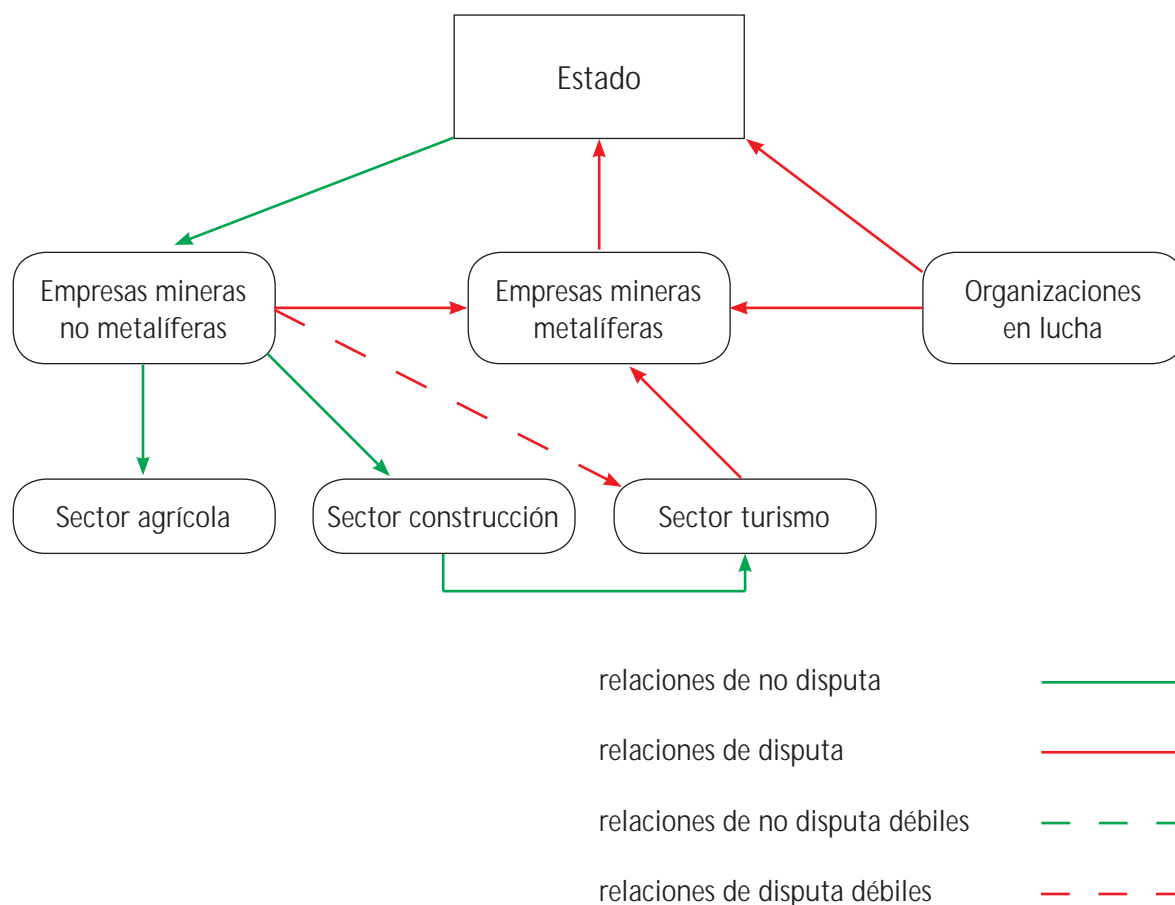 Estado
Empresas mineras
no metalíferas
Empresas mineras
metalíferas
Organizaciones
en lucha
Sector agrícola
Sector construcción
Sector turismo
relaciones de no disputa
relaciones de disputa
relaciones de no disputa débiles
relaciones de disputa débiles